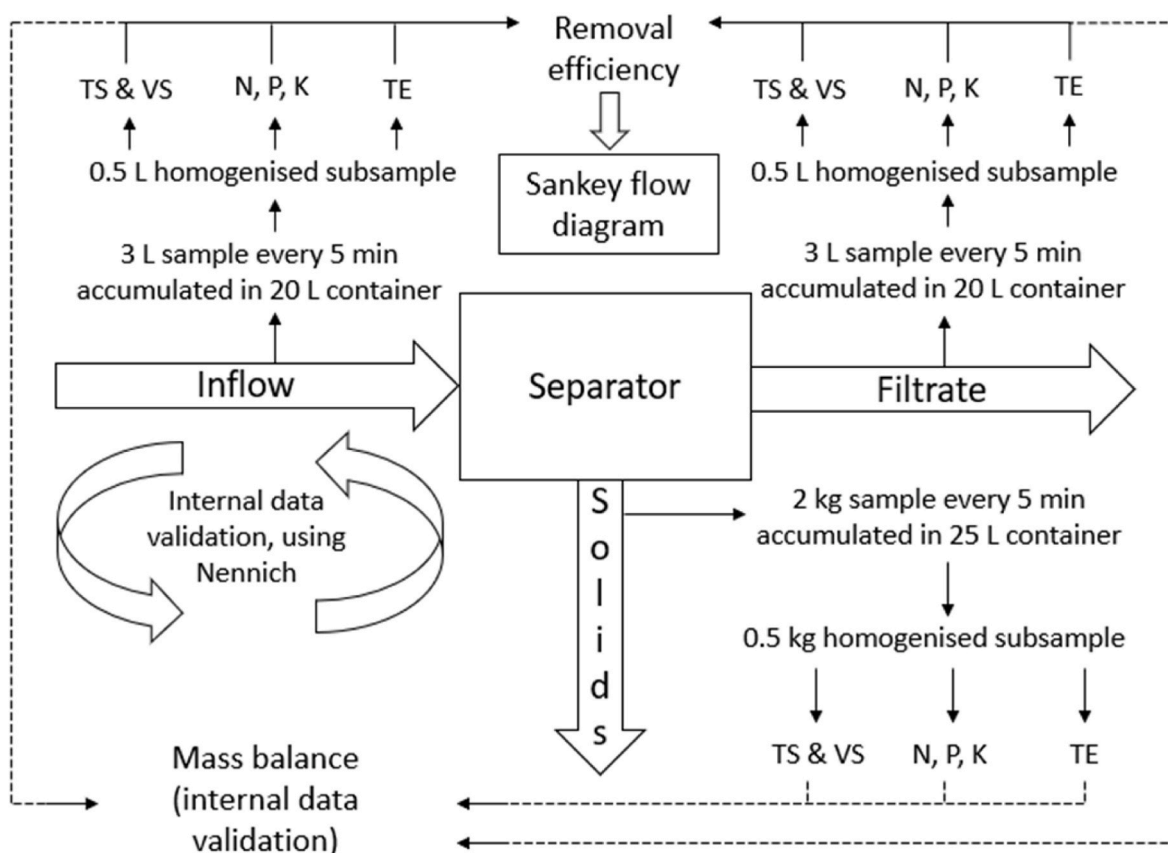 Removal
efficiency
TS & VS
N, P, K
TE
0.5 L homogenised subsample
3 L sample every 5 min
accumulated in 20 L container
Sankey flow
diagram
TS & VS
N, P, K
TE
0.5 L homogenised subsample
3 L sample every 5 min
accumulated in 20 L container
Inflow
Separator
Filtrate
Internal data
validation, using
Nennich
Solids
2 kg sample every 5 min
accumulated in 25 L container
0.5 kg homogenised subsample
TS & VS
N, P, K
TE
Mass balance
(internal data
validation)